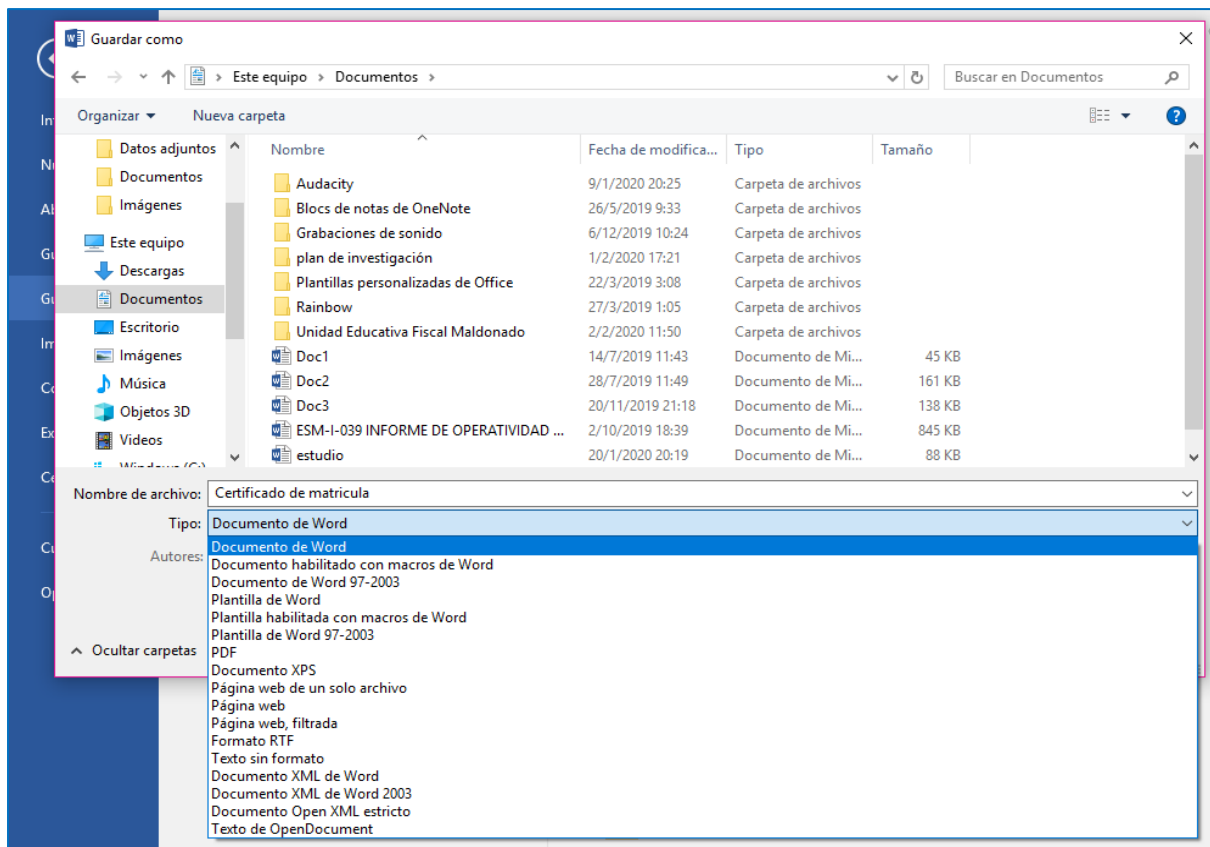 Guardar como
Este equipo > Documentos >
Buscar en Documentos
Organizar
Nueva carpeta
Datos adjuntos
Documentos
Imágenes
Este equipo
Descargas
Documentos
Escritorio
Imágenes
Música
Objetos 3D
Videos
Windows (C:)
Nombre Fecha de modifica... Tipo Tamaño
Audacity 9/1/2020 20:25 Carpeta de archivos
Blocs de notas de OneNote 26/5/2019 9:33 Carpeta de archivos
Grabaciones de sonido 6/12/2019 10:24 Carpeta de archivos
plan de investigación 1/2/2020 17:21 Carpeta de archivos
Plantillas personalizadas de Office 22/3/2019 3:08 Carpeta de archivos
Rainbow 27/3/2019 1:05 Carpeta de archivos
Unidad Educativa Fiscal Maldonado 2/2/2020 11:50 Carpeta de archivos
Doc1 14/7/2019 11:43 Documento de Mi... 45 KB
Doc2 28/7/2019 11:49 Documento de Mi... 161 KB
Doc3 20/11/2019 21:18 Documento de Mi... 138 KB
ESM-I-039 INFORME DE OPERATIVIDAD ... 2/10/2019 18:39 Documento de Mi... 845 KB
estudio 20/1/2020 20:19 Documento de Mi... 88 KB
Nombre de archivo: Certificado de matricula
Tipo: Documento de Word
Autores:
Documento de Word
Documento habilitado con macros de Word
Documento de Word 97-2003
Plantilla de Word
Plantilla habilitada con macros de Word
Plantilla de Word 97-2003
PDF
Documento XPS
Página web de un solo archivo
Página web
Página web, filtrada
Formato RTF
Texto sin formato
Documento XML de Word
Documento XML de Word 2003
Documento Open XML estricto
Texto de OpenDocument
Ocultar carpetas